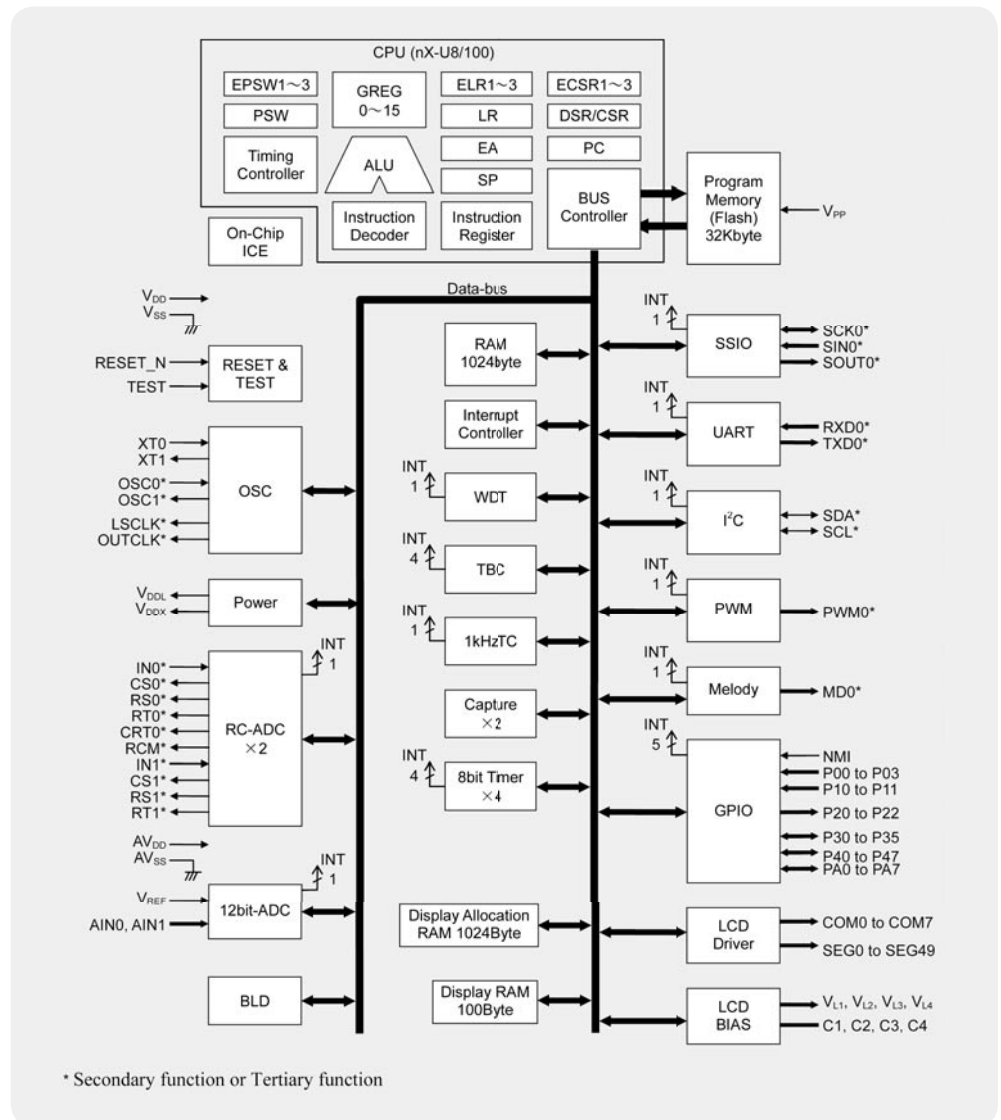 CPU (nX-U8/100)
EPSW1～3
GREG
0～15
ELR1～3
ECSR1～3
PSW
LR
DSR/CSR
Timing
Controller
ALU
EA
PC
SP
BUS
Controller
Instruction
Decoder
Instruction
Register
On-Chip
ICE
Program
Memory
(Flash)
32Kbyte
VPP
Data-bus
VDD
VSS
RESET_N
TEST
RESET &
TEST
XT0
XT1
OSC0*
OSC1*
LSCLK*
OUTCLK*
OSC
VDDL
VDDX
Power
INT
1
IN0*
CS0*
RS0*
RT0*
CRT0*
RCM*
IN1*
CS1*
RS1*
RT1*
RC-ADC
×2
AVDD
AVSS
INT
1
VREF
AIN0, AIN1
12bit-ADC
BLD
RAM
1024byte
Interrupt
Controller
INT
1
WDT
INT
4
TBC
INT
1
1kHzTC
Capture
×2
INT
4
8bit Timer
×4
Display Allocation
RAM 1024Byte
Display RAM
100Byte
INT
1
SSIO
SCK0*
SIN0*
SOUT0*
INT
1
UART
RXD0*
TXD0*
INT
1
I²C
SDA*
SCL*
INT
1
PWM
PWM0*
INT
1
Melody
MD0*
INT
5
GPIO
NMI
P00 to P03
P10 to P11
P20 to P22
P30 to P35
P40 to P47
PA0 to PA7
LCD
Driver
COM0 to COM7
SEG0 to SEG49
LCD
BIAS
VL1, VL2, VL3, VL4
C1, C2, C3, C4
* Secondary function or Tertiary function